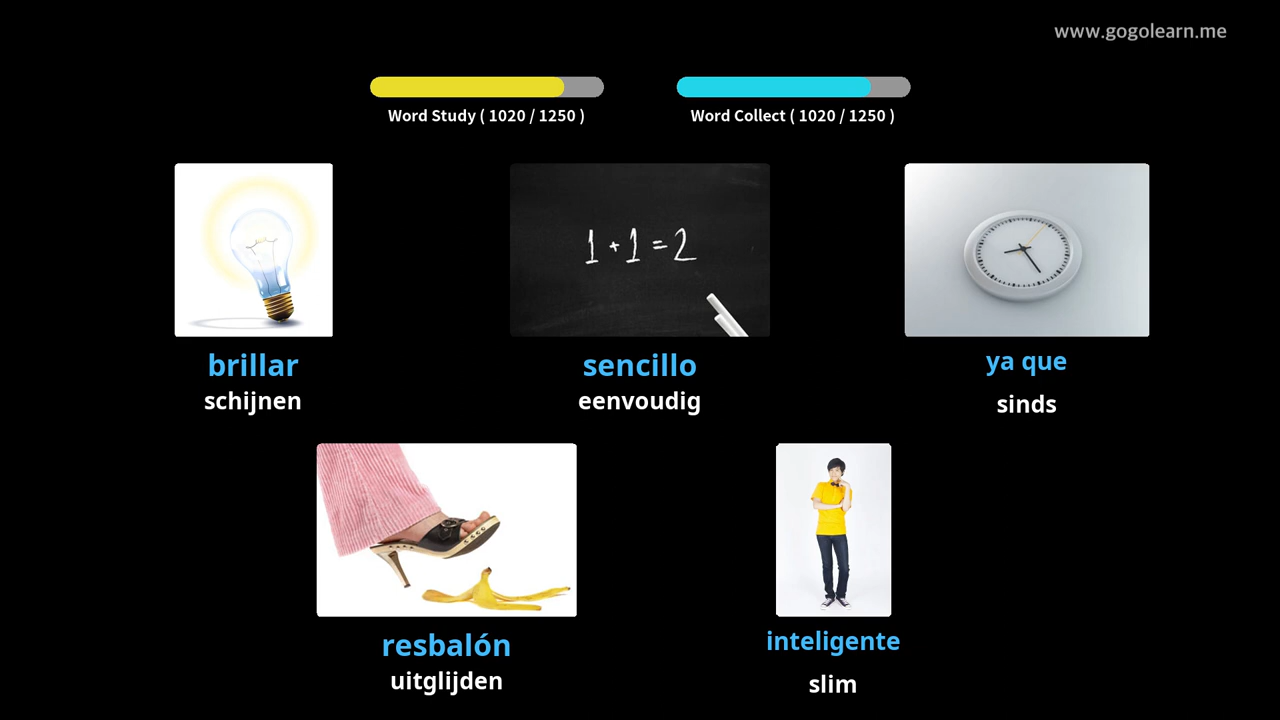 www.gogolearn.me
Word Study ( 1020 / 1250 )
Word Collect ( 1020 / 1250 )
1 + 1 = 2
brillar
schijnen
sencillo
eenvoudig
ya que
sinds
resbalón
uitglijden
inteligente
slim